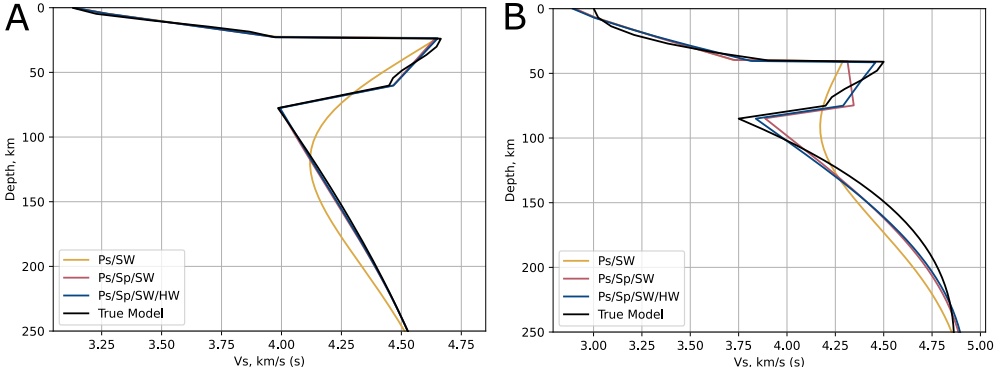 A
0
50
100
150
200
250
Depth, km
3.25
3.50
3.75
4.00
4.25
4.50
4.75
Vs, km/s (s)
Ps/SW
Ps/Sp/SW
Ps/Sp/SW/HW
True Model
B
0
50
100
150
200
250
Depth, km
3.00
3.25
3.50
3.75
4.00
4.25
4.50
4.75
5.00
Vs, km/s (s)
Ps/SW
Ps/Sp/SW
Ps/Sp/SW/HW
True Model